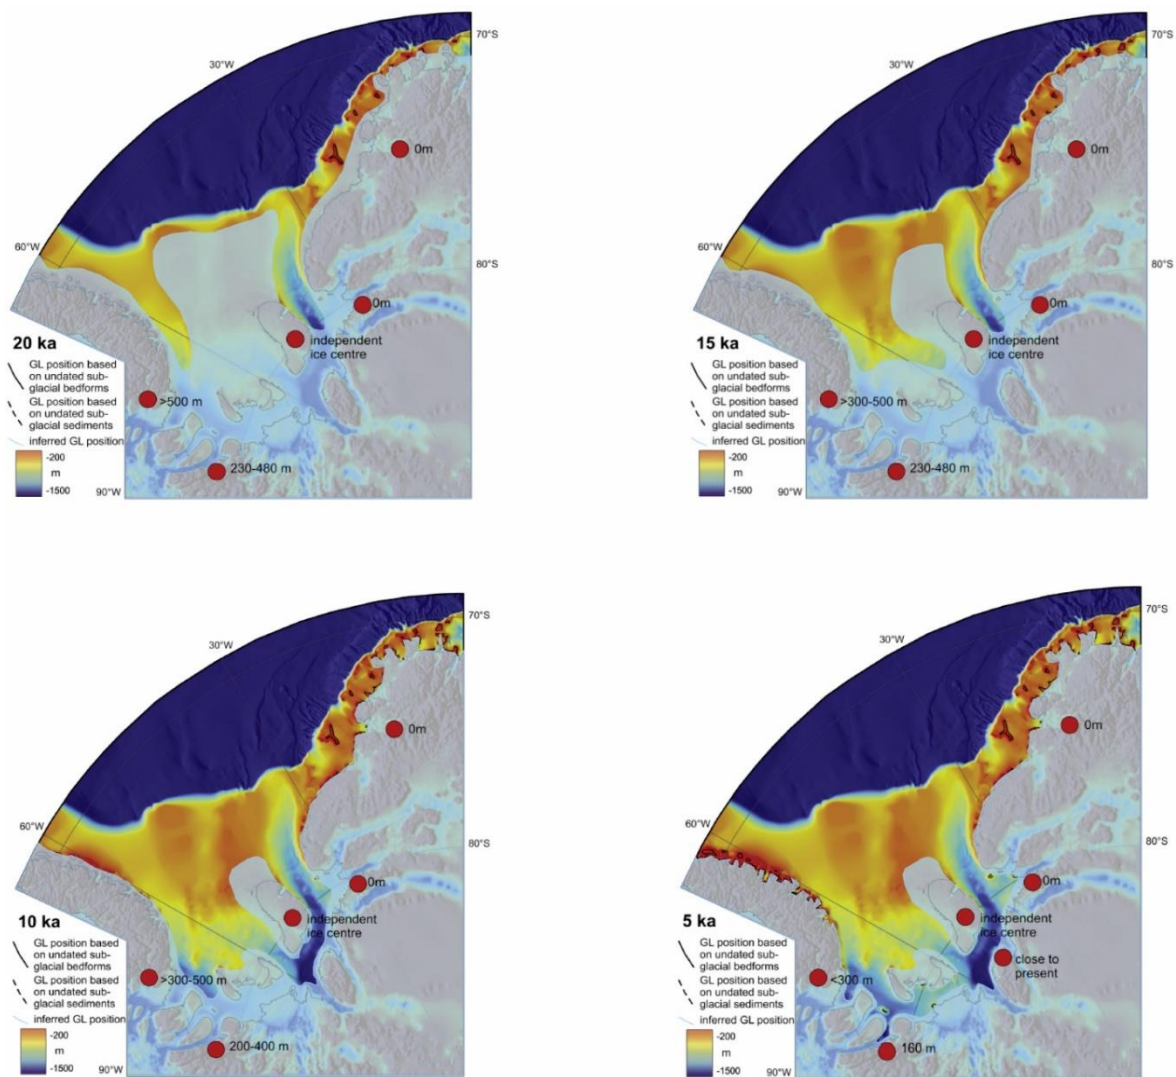 70°S
30°W
0m
60°W
80°S
0m
20 ka
independent
ice centre
GL position based
on undated sub-
glacial bedforms
GL position based
on undated sub-
glacial sediments
inferred GL position
>500 m
230-480 m
-200
m
-1500
90°W
70°S
30°W
0m
60°W
80°S
0m
15 ka
independent
ice centre
GL position based
on undated sub-
glacial bedforms
GL position based
on undated sub-
glacial sediments
inferred GL position
>300-500 m
230-480 m
-200
m
-1500
90°W
70°S
30°W
0m
60°W
80°S
0m
10 ka
independent
ice centre
GL position based
on undated sub-
glacial bedforms
GL position based
on undated sub-
glacial sediments
inferred GL position
>300-500 m
200-400 m
-200
m
-1500
90°W
70°S
30°W
0m
60°W
80°S
0m
5 ka
independent
ice centre
close to
present
GL position based
on undated sub-
glacial bedforms
GL position based
on undated sub-
glacial sediments
inferred GL position
<300 m
160 m
-200
m
-1500
90°W